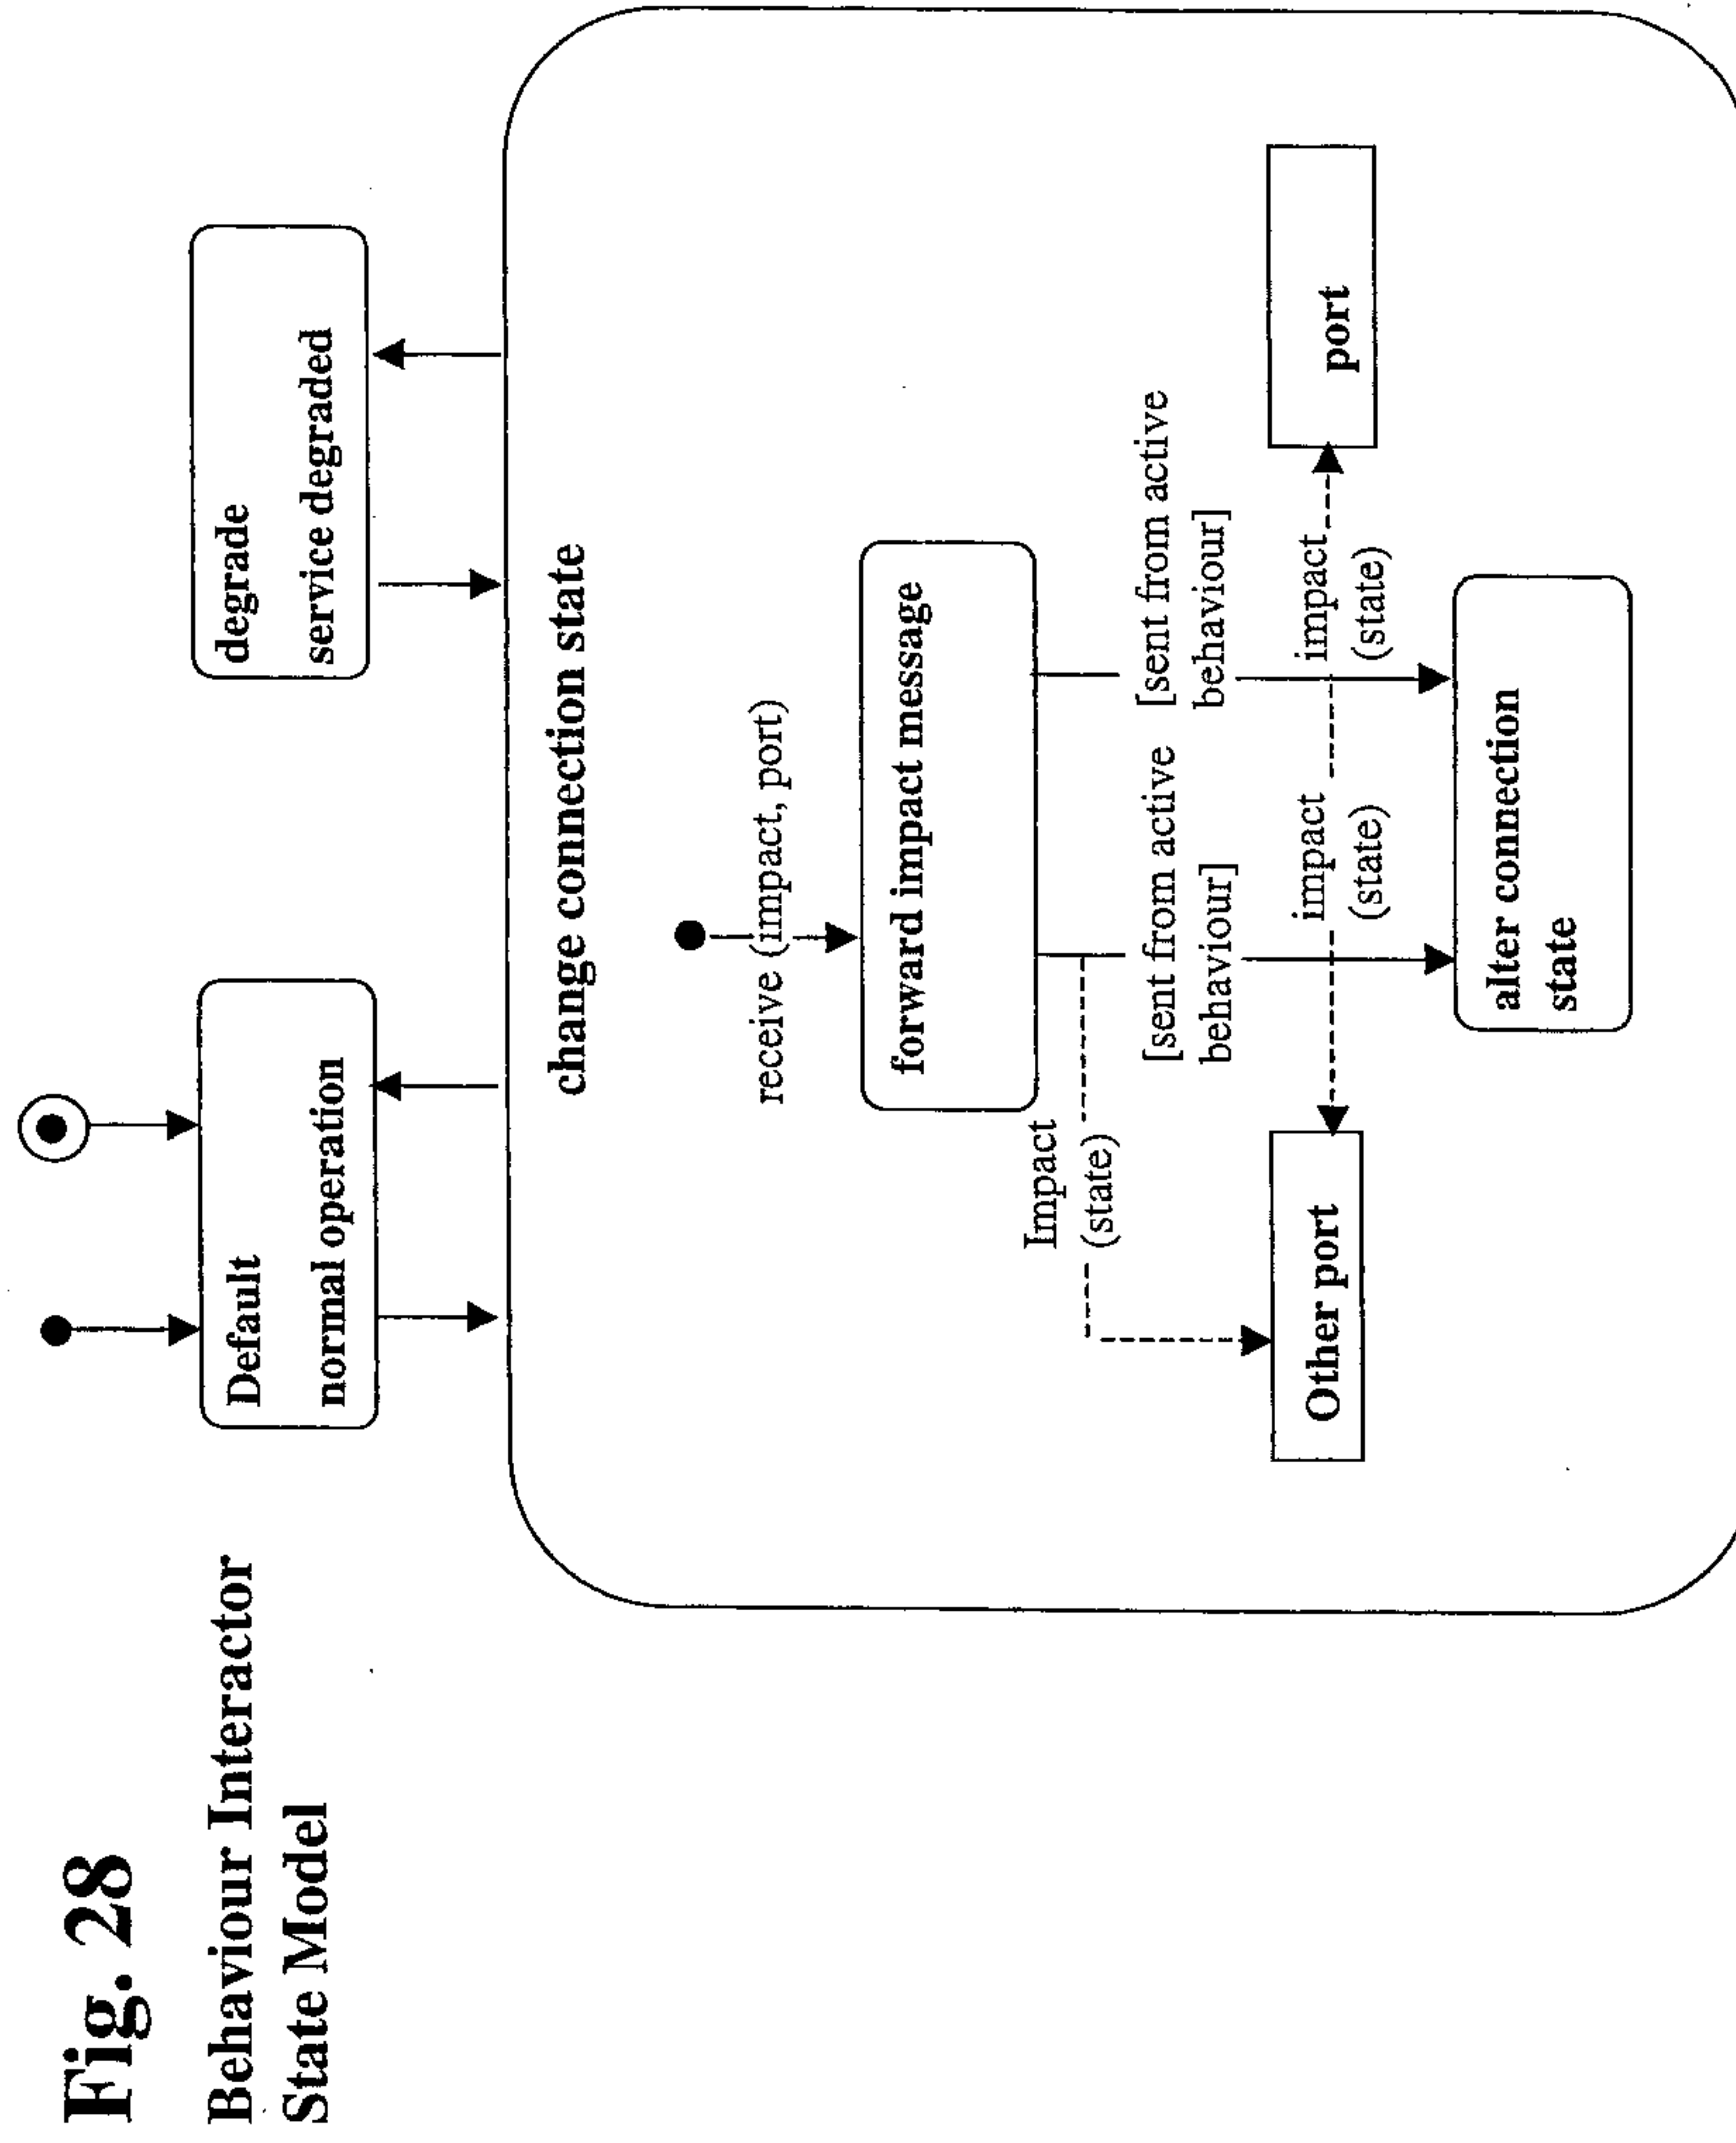 Fig. 28
Behaviour Interactor
State Model
Default
normal operation
degrade
service degraded
change connection state
receive (impact, port)
forward impact message
Impact
(state)
[sent from active
behaviour]
[sent from active
behaviour]
Other port
impact
(state)
impact
(state)
port
alter connection
state